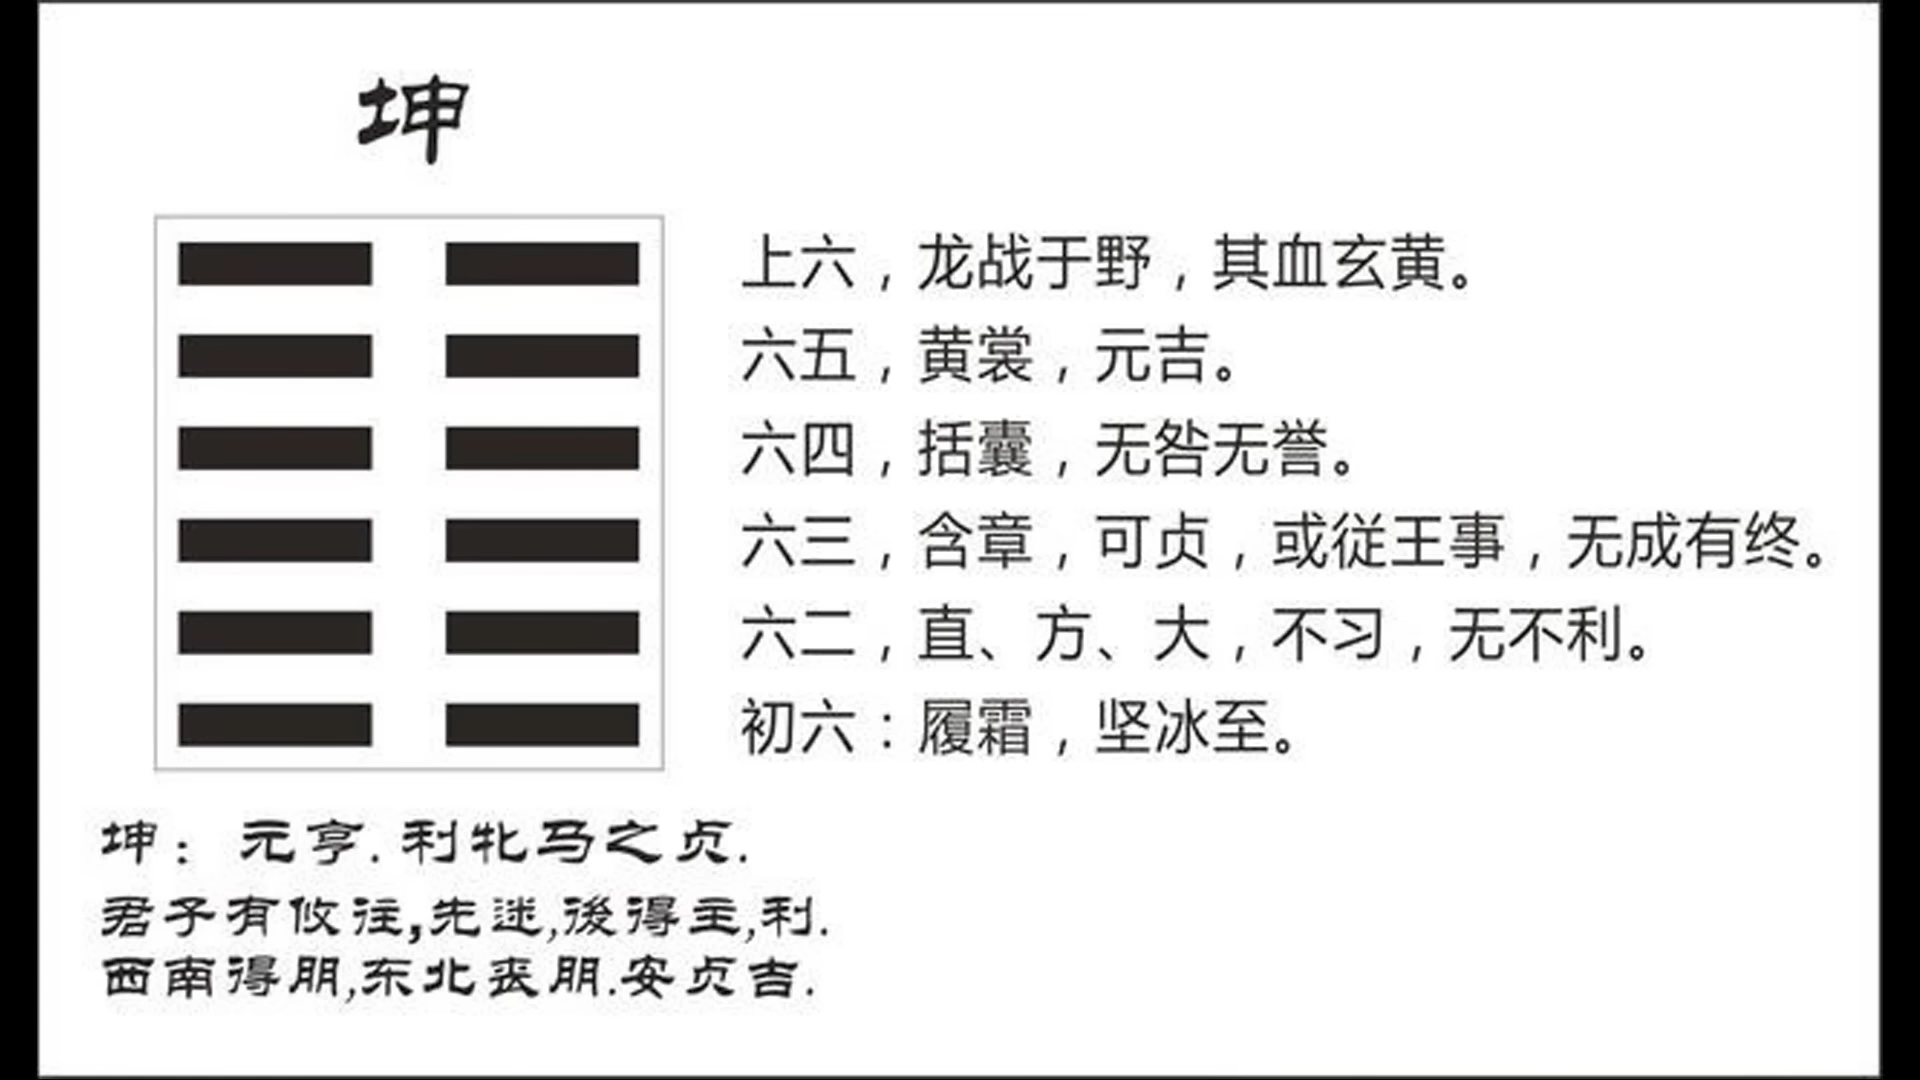 坤
上六，龙战于野，其血玄黄。
六五，黄裳，元吉。
六四，括囊，无咎无誉。
六三，含章，可贞，或従王事，无成有终。
六二，直、方、大，不习，无不利。
初六：履霜，坚冰至。
坤：元亨.利牝马之贞.
君子有攸往,先迷,後得主,利.
西南得朋,东北丧朋.安贞吉.